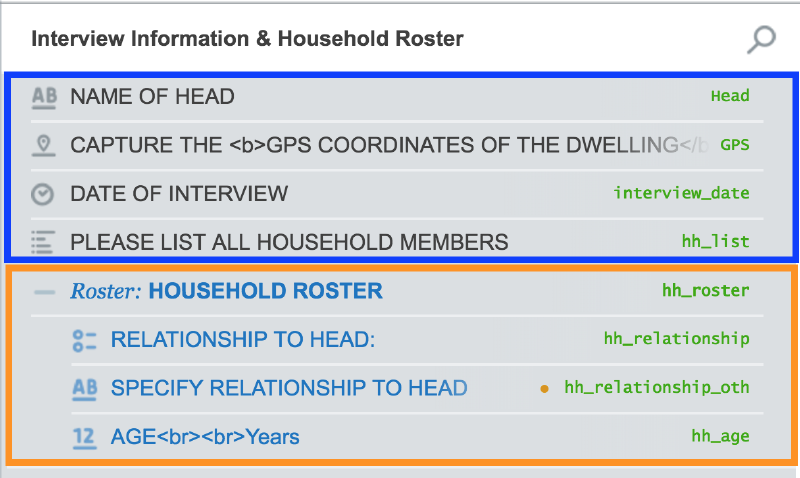 Interview Information & Household Roster
AB NAME OF HEAD Head
CAPTURE THE <b>GPS COORDINATES OF THE DWELLING</b GPS
DATE OF INTERVIEW interview_date
PLEASE LIST ALL HOUSEHOLD MEMBERS hh_list
Roster: HOUSEHOLD ROSTER hh_roster
RELATIONSHIP TO HEAD: hh_relationship
AB SPECIFY RELATIONSHIP TO HEAD hh_relationship_oth
12 AGE<br><br>Years hh_age